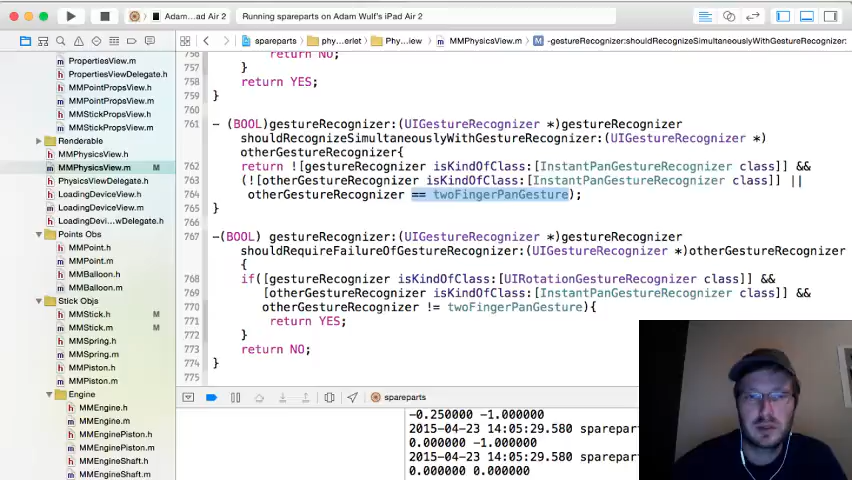 Adam...ad Air 2
Running spareparts on Adam Wulf's iPad Air 2
spareparts
phy...erlet
Phy...iew
MMPhysicsView.m
-gestureRecognizer:shouldRecognizeSimultaneouslyWithGestureRecognizer:
PropertiesView.m
PropertiesViewDelegate.h
MMPointPropsView.h
MMPointPropsView.m
MMStickPropsView.h
MMStickPropsView.m
Renderable
MMPhysicsView.h
MMPhysicsView.m M
PhysicsViewDelegate.h
LoadingDeviceView.h
LoadingDeviceView.m
LoadingDevi...wDelegate.h
Points Obs
MMPoint.h
MMPoint.m
MMBalloon.h
MMBalloon.m
Stick Objs
MMStick.h M
MMStick.m M
MMSpring.h
MMSpring.m
MMPiston.h
MMPiston.m
Engine
MMEngine.h
MMEngine.m
MMEnginePiston.h
MMEnginePiston.m
MMEngineShaft.h
MMEngineShaft.m
return NO;
757 }
758 return YES;
759 }
760
761 - (BOOL)gestureRecognizer:(UIGestureRecognizer *)gestureRecognizer
shouldRecognizeSimultaneouslyWithGestureRecognizer:(UIGestureRecognizer *)
otherGestureRecognizer{
762 return ![gestureRecognizer isKindOfClass:[InstantPanGestureRecognizer class]] &&
763 (![otherGestureRecognizer isKindOfClass:[InstantPanGestureRecognizer class]] ||
764 otherGestureRecognizer == twoFingerPanGesture);
765 }
766
767 -(BOOL) gestureRecognizer:(UIGestureRecognizer *)gestureRecognizer
shouldRequireFailureOfGestureRecognizer:(UIGestureRecognizer *)otherGestureRecognizer
{
768 if([gestureRecognizer isKindOfClass:[UIRotationGestureRecognizer class]] &&
769 [otherGestureRecognizer isKindOfClass:[InstantPanGestureRecognizer class]] &&
770 otherGestureRecognizer != twoFingerPanGesture){
771 return YES;
772 }
773 return NO;
774 }
775
spareparts
-0.250000 -1.000000
2015-04-23 14:05:29.580 sparepart
0.000000 -1.000000
2015-04-23 14:05:29.580 sparepart
0.000000 0.000000